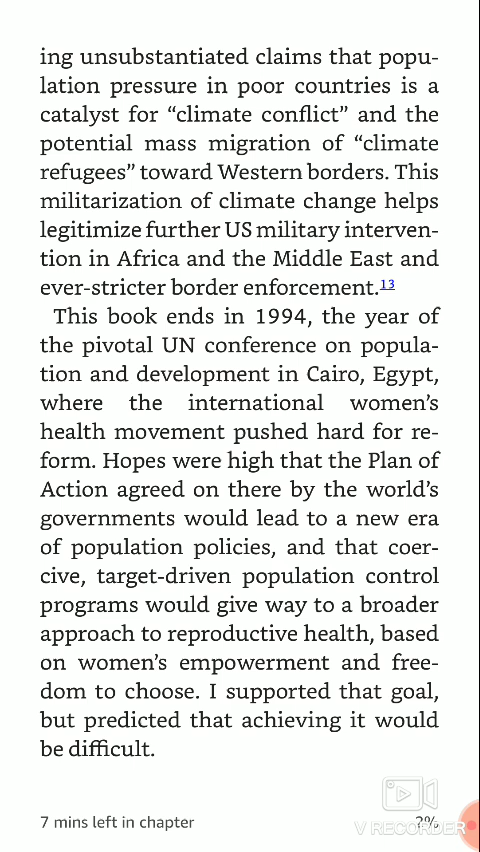 ing unsubstantiated claims that popu-
lation pressure in poor countries is a
catalyst for “climate conflict” and the
potential mass migration of “climate
refugees” toward Western borders. This
militarization of climate change helps
legitimize further US military interven-
tion in Africa and the Middle East and
ever-stricter border enforcement.13
This book ends in 1994, the year of
the pivotal UN conference on popula-
tion and development in Cairo, Egypt,
where the international women’s
health movement pushed hard for re-
form. Hopes were high that the Plan of
Action agreed on there by the world’s
governments would lead to a new era
of population policies, and that coer-
cive, target-driven population control
programs would give way to a broader
approach to reproductive health, based
on women’s empowerment and free-
dom to choose. I supported that goal,
but predicted that achieving it would
be difficult.
7 mins left in chapter 2%
V RECORDER